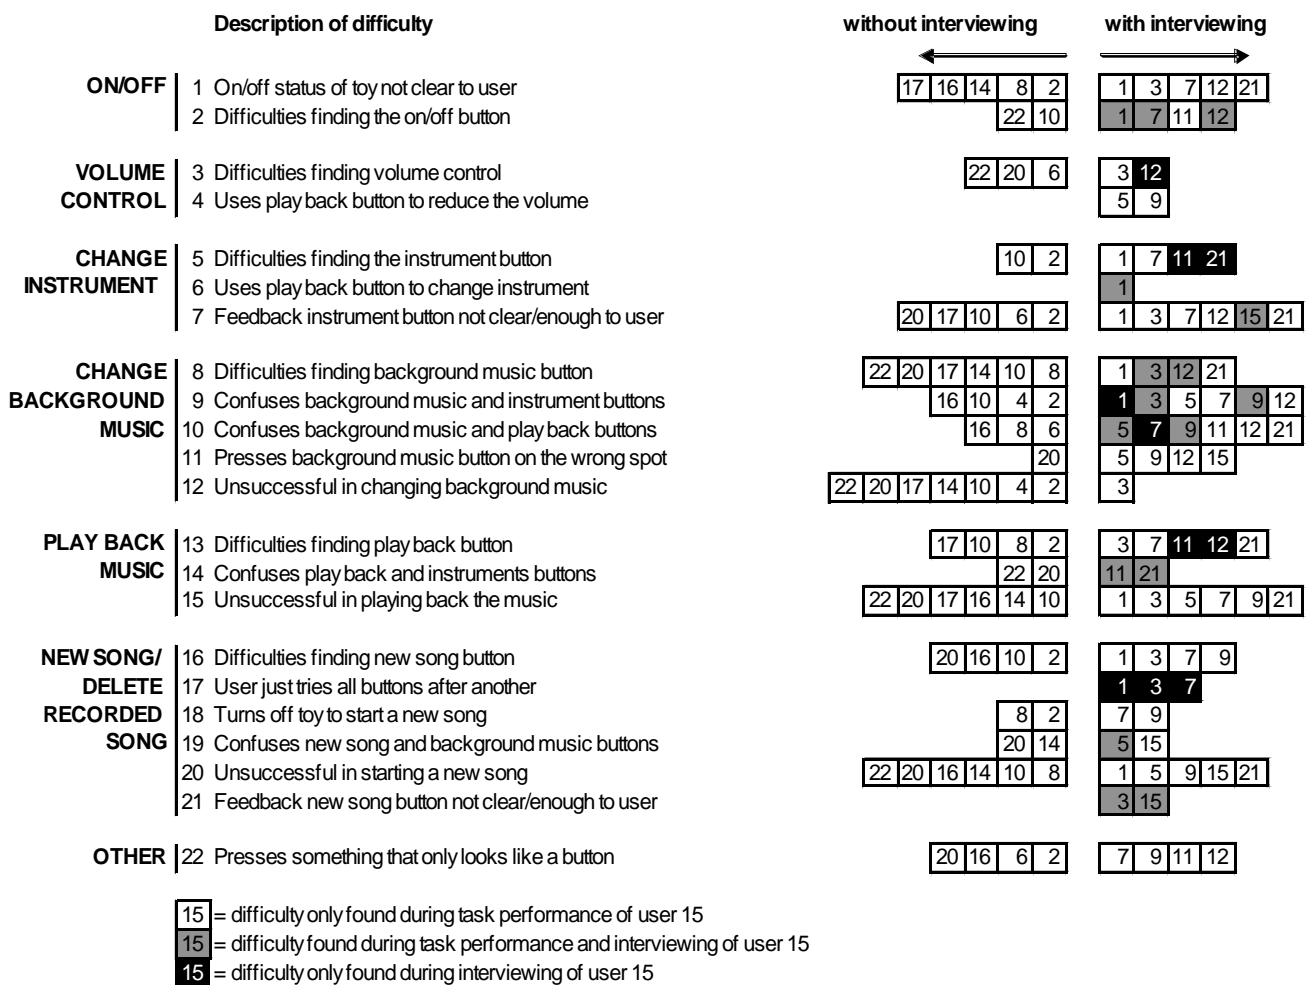 Description of difficulty without interviewing with interviewing
ON/OFF 1 On/off status of toy not clear to user 17 16 14 8 2 1 3 7 12 21
2 Difficulties finding the on/off button 22 10 1 7 11 12
VOLUME 3 Difficulties finding volume control 22 20 6 3 12
CONTROL 4 Uses play back button to reduce the volume 5 9
CHANGE 5 Difficulties finding the instrument button 10 2 1 7 11 21
INSTRUMENT 6 Uses play back button to change instrument 1
7 Feedback instrument button not clear/enough to user 20 17 10 6 2 1 3 7 12 15 21
CHANGE 8 Difficulties finding background music button 22 20 17 14 10 8 1 3 12 21
BACKGROUND 9 Confuses background music and instrument buttons 16 10 4 2 1 3 5 7 9 12
MUSIC 10 Confuses background music and play back buttons 16 8 6 5 7 9 11 12 21
11 Presses background music button on the wrong spot 20 5 9 12 15
12 Unsuccessful in changing background music 22 20 17 14 10 4 2 3
PLAY BACK 13 Difficulties finding play back button 17 10 8 2 3 7 11 12 21
MUSIC 14 Confuses play back and instruments buttons 22 20 11 21
15 Unsuccessful in playing back the music 22 20 17 16 14 10 1 3 5 7 9 21
NEW SONG/ 16 Difficulties finding new song button 20 16 10 2 1 3 7 9
DELETE 17 User just tries all buttons after another 1 3 7
RECORDED 18 Turns off toy to start a new song 8 2 7 9
SONG 19 Confuses new song and background music buttons 20 14 5 15
20 Unsuccessful in starting a new song 22 20 16 14 10 8 1 5 9 15 21
21 Feedback new song button not clear/enough to user 3 15
OTHER 22 Presses something that only looks like a button 20 16 6 2 7 9 11 12
15 = difficulty only found during task performance of user 15
15 = difficulty found during task performance and interviewing of user 15
15 = difficulty only found during interviewing of user 15